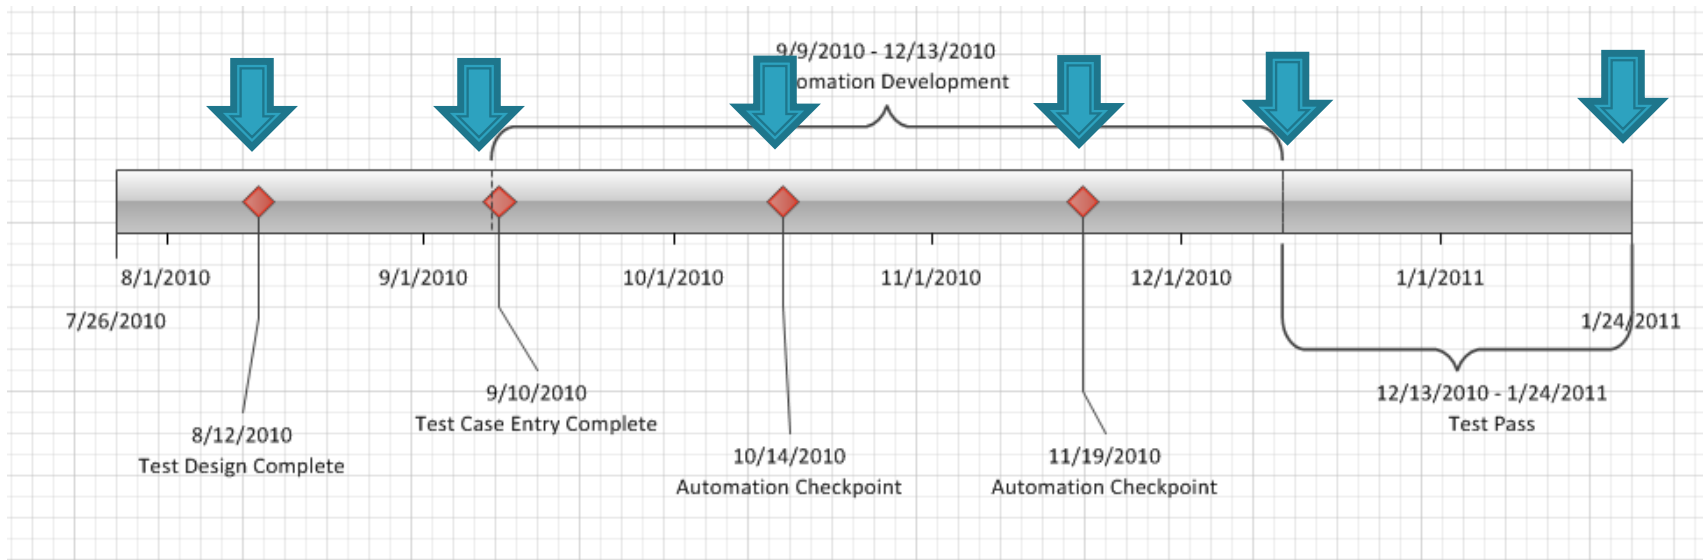 9/9/2010 - 12/13/2010
omation Development
8/1/2010
9/1/2010
10/1/2010
11/1/2010
12/1/2010
1/1/2011
7/26/2010
1/24/2011
9/10/2010
Test Case Entry Complete
12/13/2010 - 1/24/2011
Test Pass
8/12/2010
Test Design Complete
10/14/2010
Automation Checkpoint
11/19/2010
Automation Checkpoint